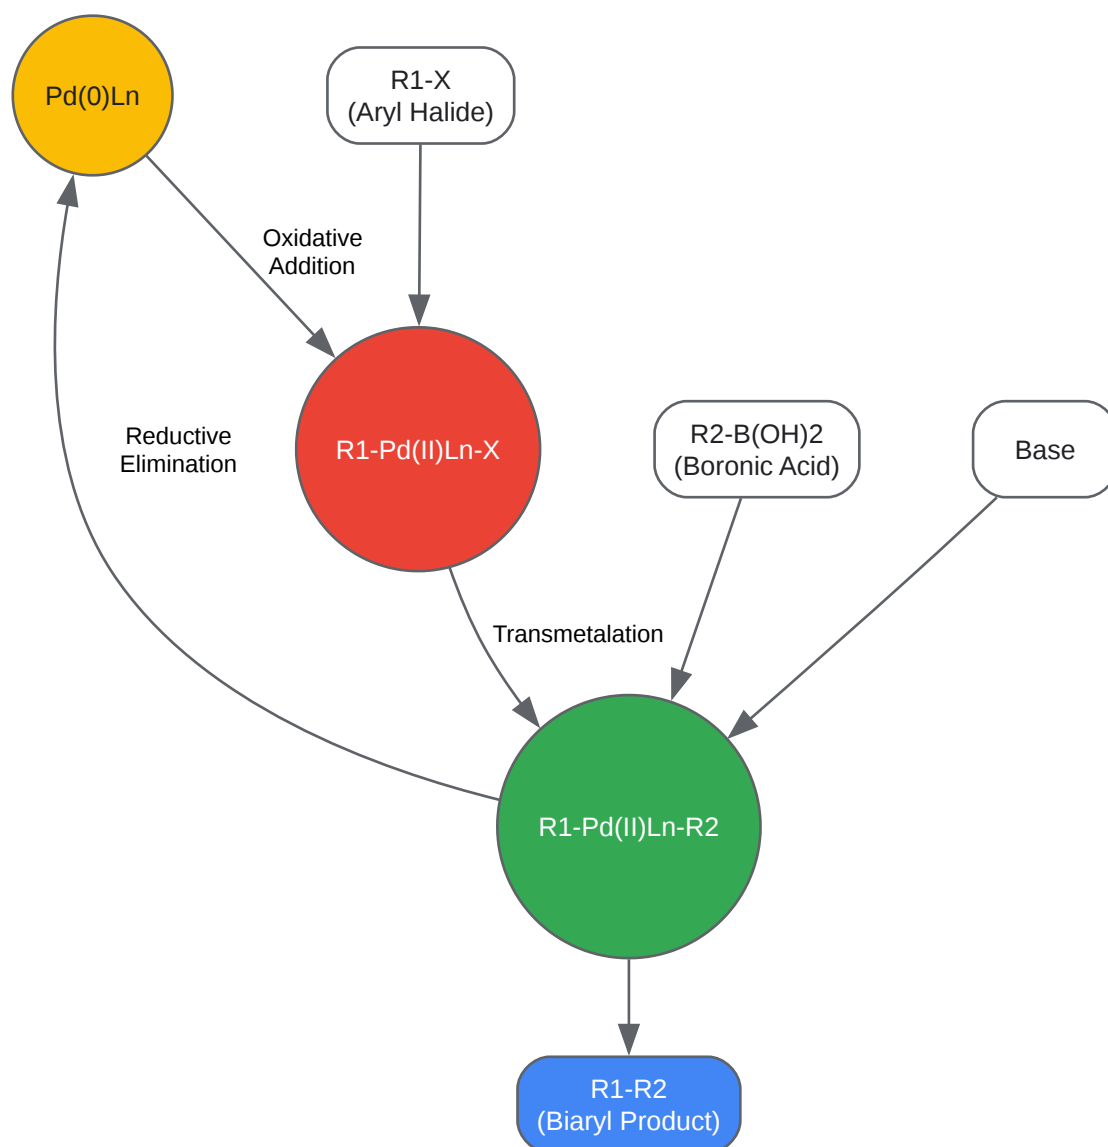 Pd(0)Ln
R1-X
(Aryl Halide)
Oxidative
Addition
Reductive
Elimination
R1-Pd(II)Ln-X
R2-B(OH)2
(Boronic Acid)
Base
Transmetalation
R1-Pd(II)Ln-R2
R1-R2
(Biaryl Product)